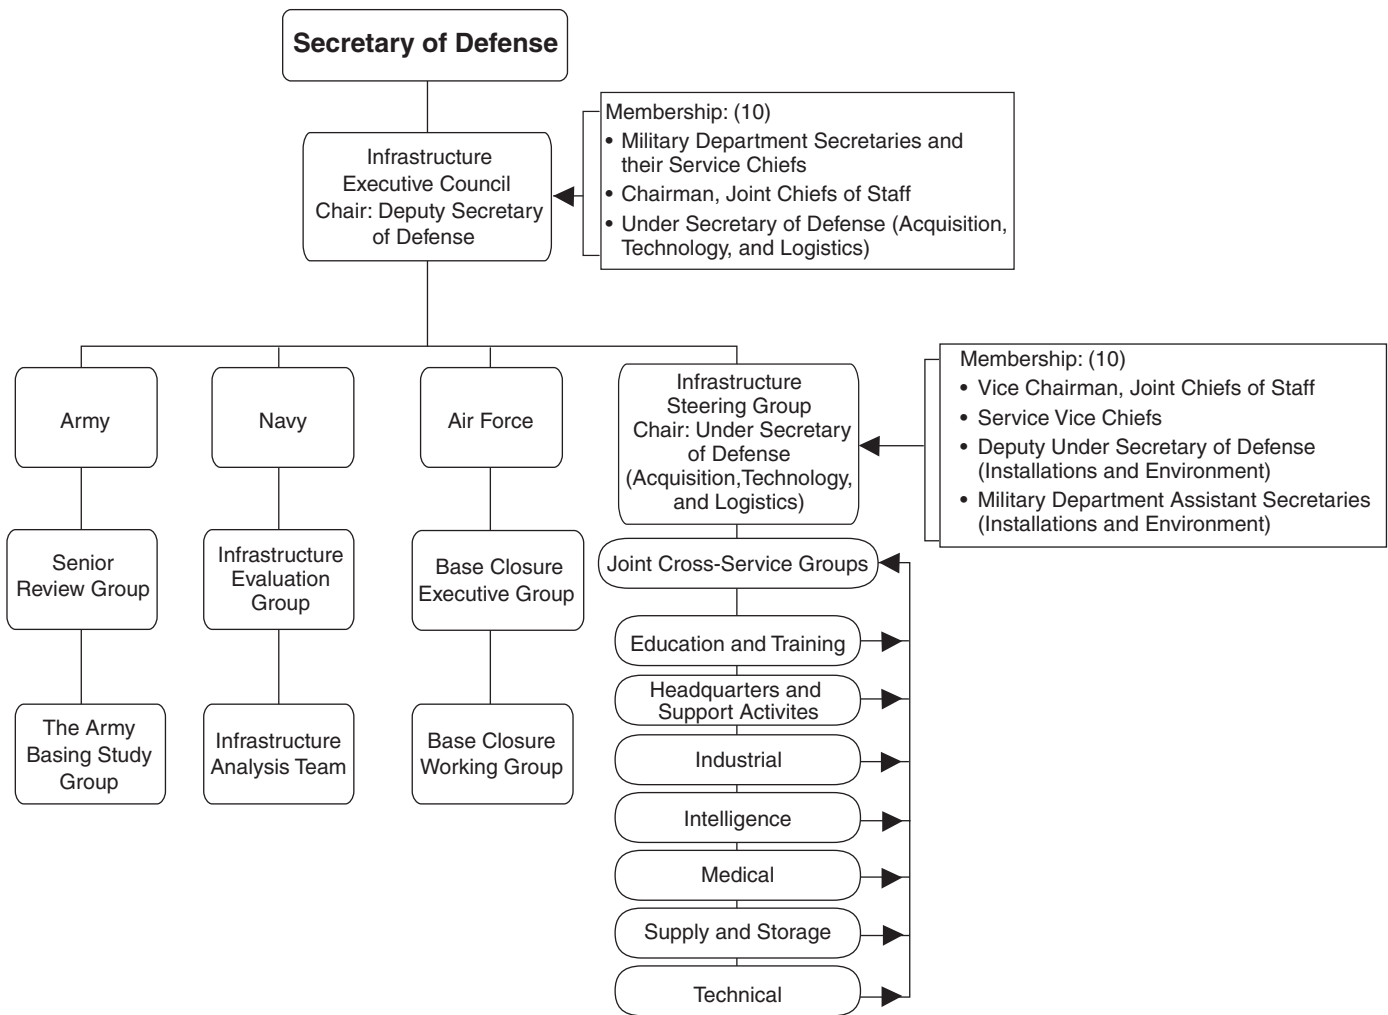 Secretary of Defense
Infrastructure
Executive Council
Chair: Deputy Secretary
of Defense
Membership: (10)
• Military Department Secretaries and
their Service Chiefs
• Chairman, Joint Chiefs of Staff
• Under Secretary of Defense (Acquisition,
Technology, and Logistics)
Army
Navy
Air Force
Infrastructure
Steering Group
Chair: Under Secretary
of Defense
(Acquisition,Technology,
and Logistics)
Membership: (10)
• Vice Chairman, Joint Chiefs of Staff
• Service Vice Chiefs
• Deputy Under Secretary of Defense
(Installations and Environment)
• Military Department Assistant Secretaries
(Installations and Environment)
Senior
Review Group
Infrastructure
Evaluation
Group
Base Closure
Executive Group
Joint Cross-Service Groups
The Army
Basing Study
Group
Infrastructure
Analysis Team
Base Closure
Working Group
Education and Training
Headquarters and
Support Activites
Industrial
Intelligence
Medical
Supply and Storage
Technical